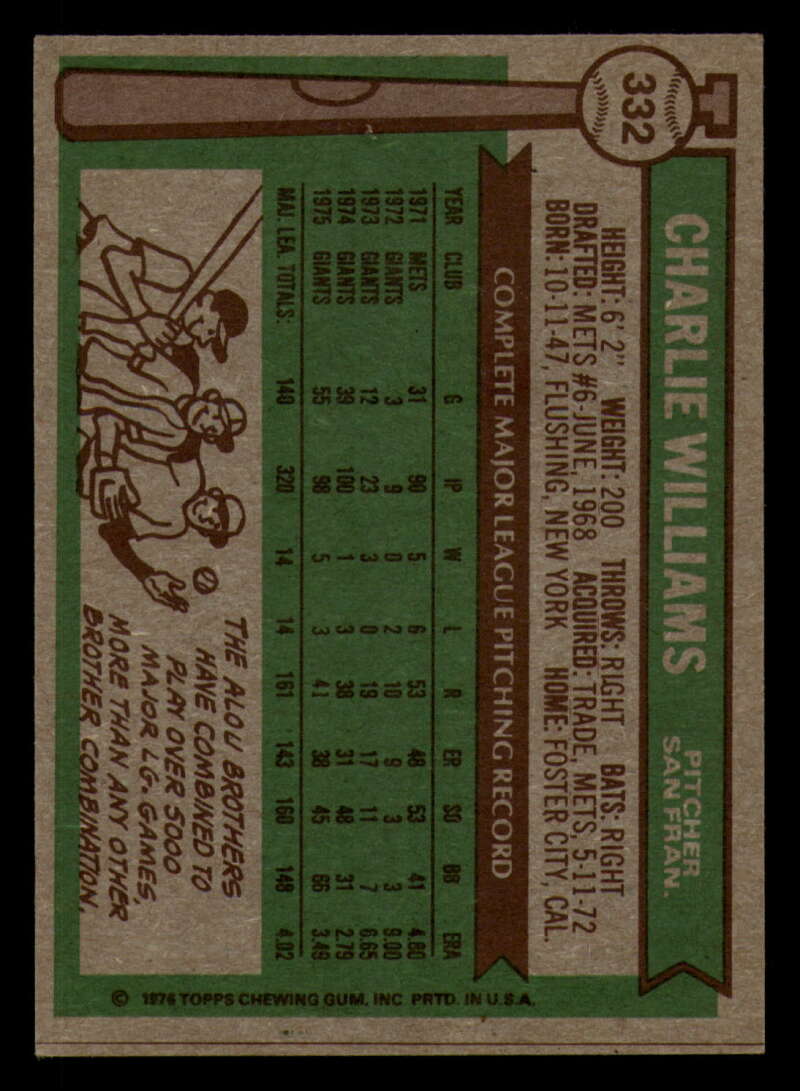 332
CHARLIE WILLIAMS
PITCHER
SAN FRAN.
HEIGHT: 6' 2" WEIGHT: 200 THROWS: RIGHT BATS: RIGHT
DRAFTED: METS #6-JUNE, 1968 ACQUIRED: TRADE, METS, 5-11-72
BORN: 10-11-47, FLUSHING, NEW YORK HOME: FOSTER CITY, CAL.
COMPLETE MAJOR LEAGUE PITCHING RECORD
YEAR CLUB G IP W L R ER SO BB ERA
1971 METS 31 90 5 6 53 48 53 41 4.80
1972 GIANTS 3 9 0 2 10 9 3 3 9.00
1973 GIANTS 12 23 3 0 19 17 11 7 6.65
1974 GIANTS 39 100 1 3 38 31 48 31 2.79
1975 GIANTS 55 98 5 3 41 38 45 66 3.49
MAJ. LEA. TOTALS: 140 320 14 14 161 143 160 148 4.02
THE ALOU BROTHERS
HAVE COMBINED TO
PLAY OVER 5000
MAJOR LG. GAMES,
MORE THAN ANY OTHER
BROTHER COMBINATION.
© 1976 TOPPS CHEWING GUM, INC PRTD. IN U.S.A.